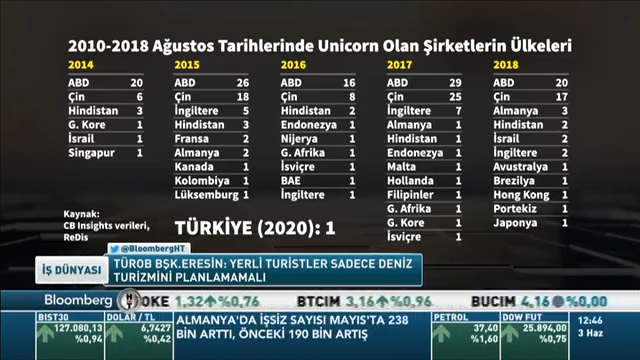 2010-2018 Ağustos Tarihlerinde Unicorn Olan Şirketlerin Ülkeleri
2014
ABD 20
Çin 6
Hindistan 3
G. Kore 1
İsrail 1
Singapur 1
2015
ABD 26
Çin 18
İngiltere 5
Hindistan 3
Fransa 2
Almanya 2
Kanada 1
Kolombiya 1
Lüksemburg 1
2016
ABD 16
Çin 8
Hindistan 2
Endonezya 1
Nijerya 1
G. Afrika 1
İsviçre 1
BAE 1
İngiltere 1
2017
ABD 29
Çin 25
İngiltere 7
Almanya 1
Hindistan 1
Endonezya 1
Malta 1
Hollanda 1
Filipinler 1
G. Afrika 1
G. Kore 1
İsviçre 1
2018
ABD 20
Çin 17
Almanya 3
Hindistan 2
İsrail 2
İngiltere 2
Avustralya 1
Brezilya 1
Hong Kong 1
Portekiz 1
Japonya 1
Kaynak:
CB Insights verileri,
ReDis
TÜRKİYE (2020): 1
@BloombergHT
İŞ DÜNYASI
TÜROB BŞK.ERESİN: YERLİ TURİSTLER SADECE DENİZ
TURİZMİNİ PLANLAMAMALI
Bloomberg HT OKE 1,32 %0,76 BTCIM 3,16 %0,96 BUCIM 4,16 %0,00
BIST30
127.080,13
%0,94
DOLAR / TL
6,7427
%0,42
ALMANYA'DA İŞSİZ SAYISI MAYIS'TA 238
BİN ARTTI, ÖNCEKİ 190 BİN ARTIŞ
PETROL
37,40
%1,60
DOW FUT
25.894,00
%0,75
12:46
3 Haz